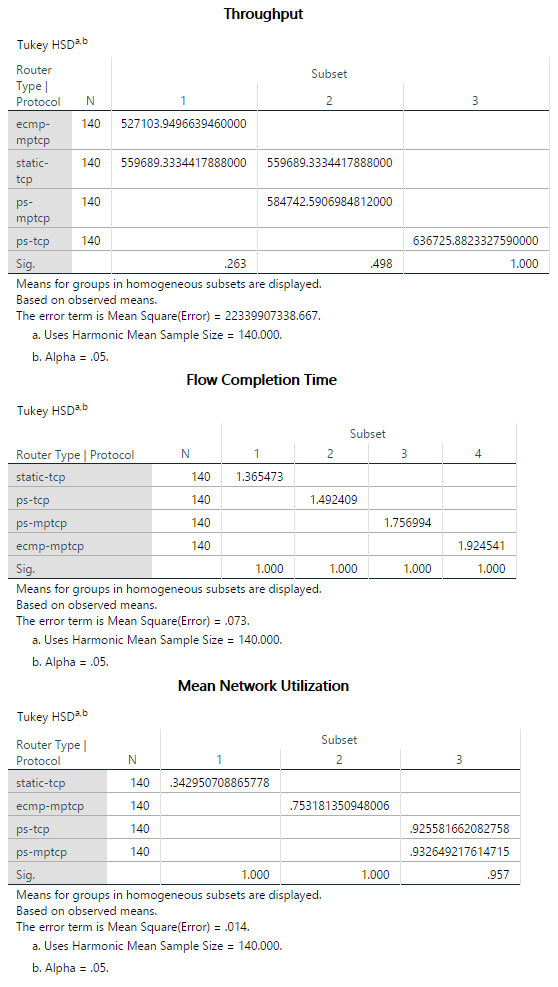 Throughput
Tukey HSDa,b
Router Type | Protocol N Subset
1 2 3
ecmp-mptcp 140 527103.9496639460000
static-tcp 140 559689.3334417888000 559689.3334417888000
ps-mptcp 140 584742.5906984812000
ps-tcp 140 636725.8823327590000
Sig. .263 .498 1.000
Means for groups in homogeneous subsets are displayed.
Based on observed means.
The error term is Mean Square(Error) = 22339907338.667.
a. Uses Harmonic Mean Sample Size = 140.000.
b. Alpha = .05.
Flow Completion Time
Tukey HSDa,b
Router Type | Protocol N Subset
1 2 3 4
static-tcp 140 1.365473
ps-tcp 140 1.492409
ps-mptcp 140 1.756994
ecmp-mptcp 140 1.924541
Sig. 1.000 1.000 1.000 1.000
Means for groups in homogeneous subsets are displayed.
Based on observed means.
The error term is Mean Square(Error) = .073.
a. Uses Harmonic Mean Sample Size = 140.000.
b. Alpha = .05.
Mean Network Utilization
Tukey HSDa,b
Router Type | Protocol N Subset
1 2 3
static-tcp 140 .342950708865778
ecmp-mptcp 140 .753181350948006
ps-tcp 140 .925581662082758
ps-mptcp 140 .932649217614715
Sig. 1.000 1.000 .957
Means for groups in homogeneous subsets are displayed.
Based on observed means.
The error term is Mean Square(Error) = .014.
a. Uses Harmonic Mean Sample Size = 140.000.
b. Alpha = .05.